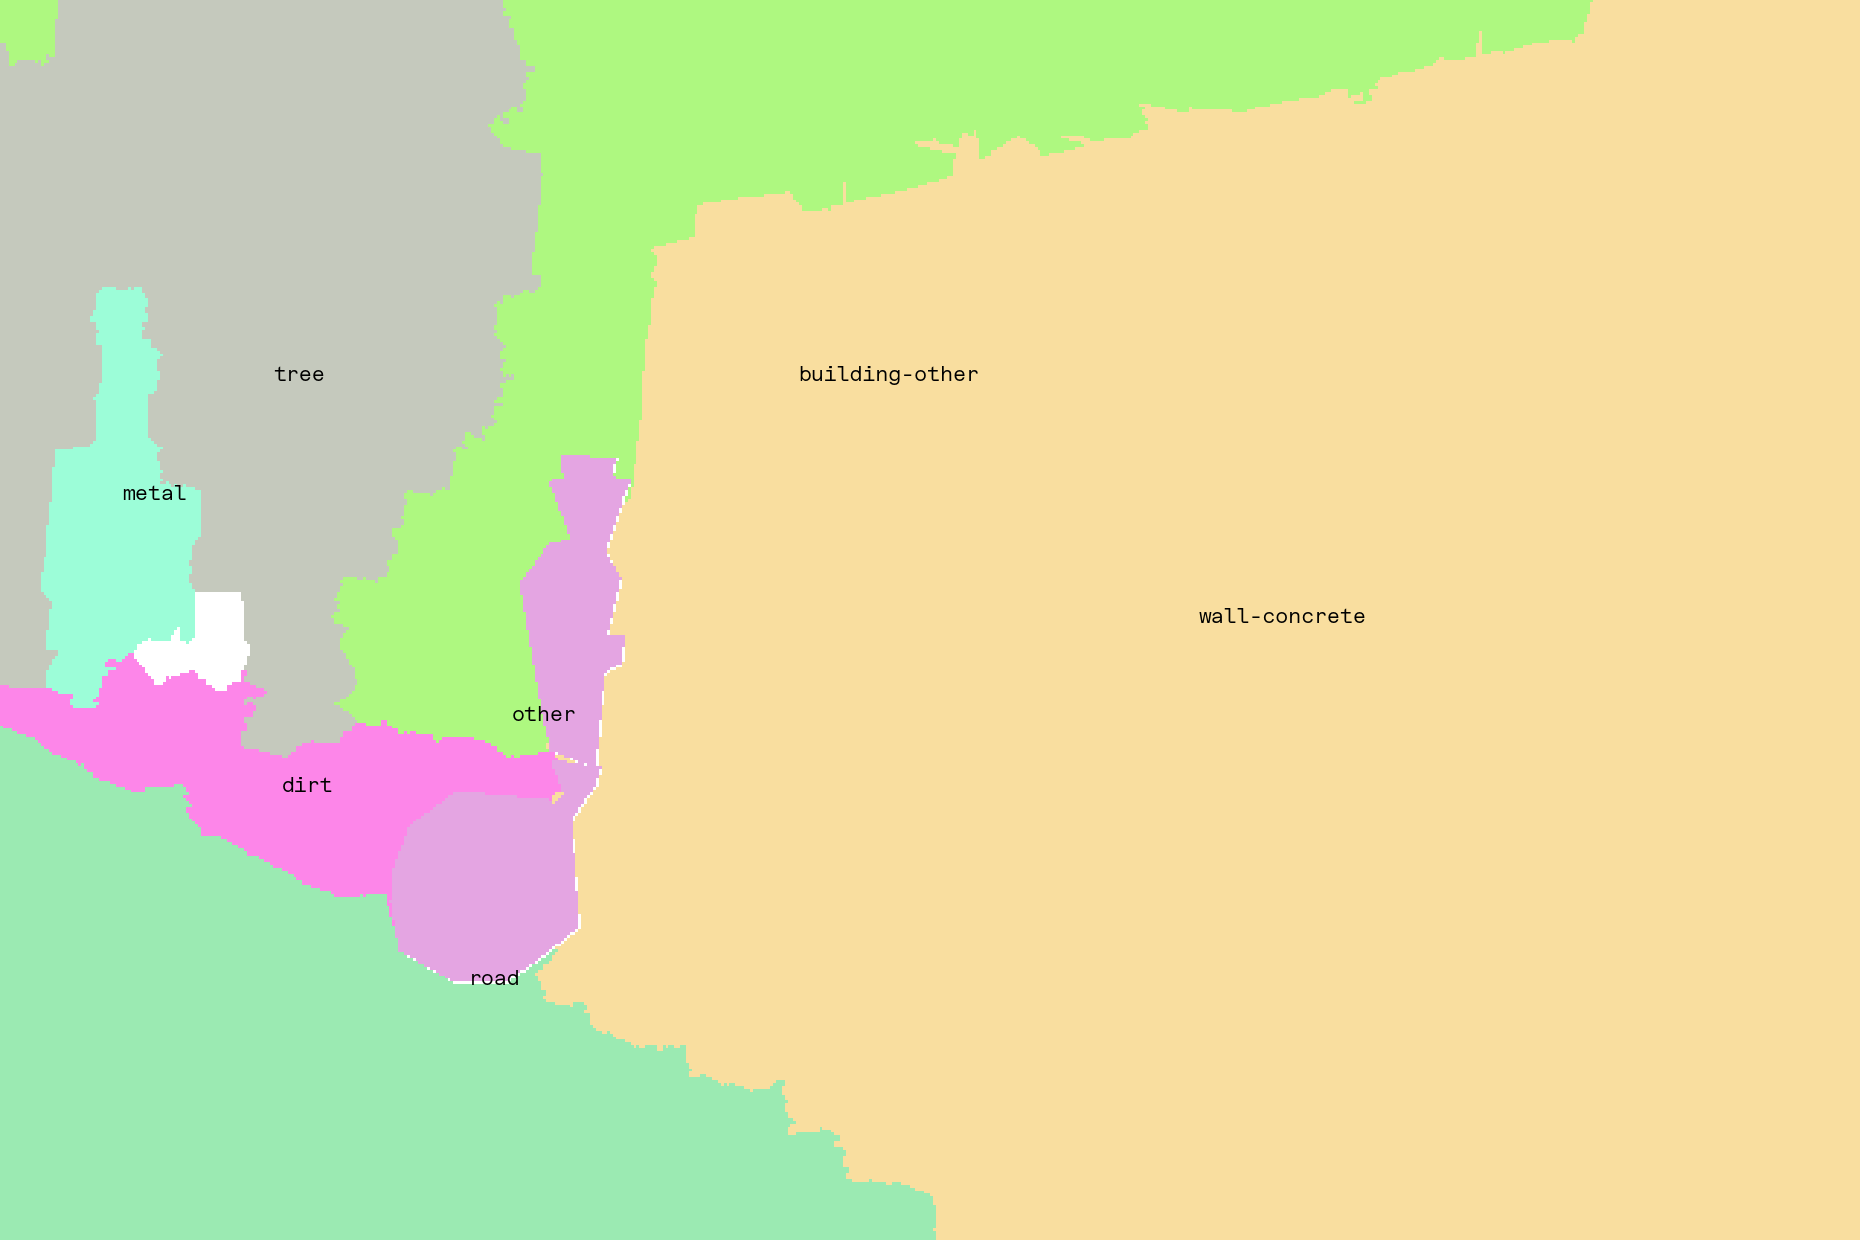 tree
building-other
metal
wall-concrete
other
dirt
road